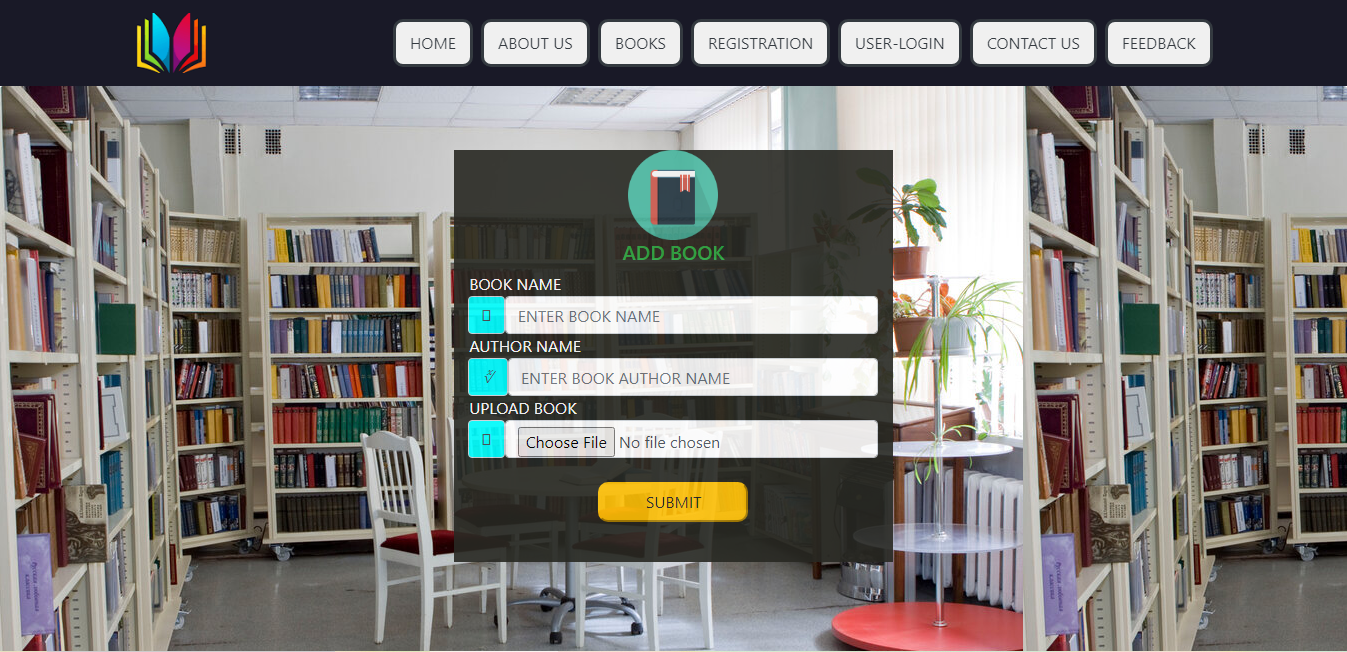 HOME ABOUT US BOOKS REGISTRATION USER-LOGIN CONTACT US FEEDBACK
ADD BOOK
BOOK NAME
ENTER BOOK NAME
AUTHOR NAME
ENTER BOOK AUTHOR NAME
UPLOAD BOOK
Choose File No file chosen
SUBMIT